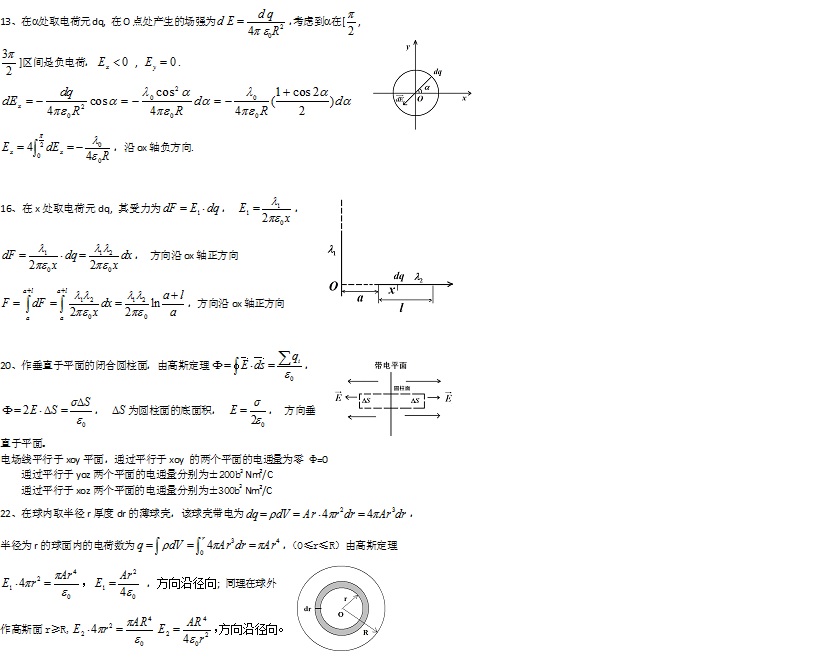 13、在α处取电荷元 dq, 在 O 点处产生的场强为 $dE=\frac{dq}{4\pi\varepsilon_0R^2}$ ,考虑到α在[ $\frac{\pi}{2}$ ,
$\frac{3\pi}{2}$ ]区间是负电荷, $E_x<0$ , $E_y=0$ .
$dE_x=-\frac{dq}{4\pi\varepsilon_0R^2}\cos\alpha=-\frac{\lambda_0\cos^2\alpha}{4\pi\varepsilon_0R}d\alpha=-\frac{\lambda_0}{4\pi\varepsilon_0R}(\frac{1+\cos2\alpha}{2})d\alpha$
$E_x=4\int_0^{\frac{\pi}{2}}dE_x=-\frac{\lambda_0}{4\varepsilon_0R}$ , 沿 ox 轴负方向.
y
dq
α
dE
O
x
16、在 x 处取电荷元 dq, 其受力为 $dF=E_1\cdot dq$ , $E_1=\frac{\lambda_1}{2\pi\varepsilon_0x}$ ,
$dF=\frac{\lambda_1}{2\pi\varepsilon_0x}\cdot dq=\frac{\lambda_1\lambda_2}{2\pi\varepsilon_0x}dx$ , 方向沿 ox 轴正方向
$F=\int_a^{a+l}dF=\int_a^{a+l}\frac{\lambda_1\lambda_2}{2\pi\varepsilon_0x}dx=\frac{\lambda_1\lambda_2}{2\pi\varepsilon_0}\ln\frac{a+l}{a}$ , 方向沿 ox 轴正方向
λ₁
dq λ₂
O
x
a
l
20、作垂直于平面的闭合圆柱面, 由高斯定理 $\Phi=\oint\vec{E}\cdot\vec{ds}=\frac{\sum q_i}{\varepsilon_0}$ ,
$\Phi=2E\cdot\Delta S=\frac{\sigma\Delta S}{\varepsilon_0}$ , $\Delta S$ 为圆柱面的底面积, $E=\frac{\sigma}{2\varepsilon_0}$ , 方向垂
直于平面.
带电平面
圆柱面
$\vec{E}$ ΔS ΔS $\vec{E}$
电场线平行于 xoy 平面, 通过平行于 xoy 的两个平面的电通量为零 Φ=0
通过平行于 yoz 两个平面的电通量分别为±200b² Nm²/C
通过平行于 xoz 两个平面的电通量分别为±300b² Nm²/C
22、在球内取半径 r 厚度 dr 的薄球壳, 该球壳带电为 $dq=\rho dV=Ar\cdot4\pi r^2dr=4\pi Ar^3dr$ ,
半径为 r 的球面内的电荷数为 $q=\int\rho dV=\int_0^r4\pi Ar^3dr=\pi Ar^4$ , (0≤r≤R) 由高斯定理
$E_1\cdot4\pi r^2=\frac{\pi Ar^4}{\varepsilon_0}$ , $E_1=\frac{Ar^2}{4\varepsilon_0}$ , 方向沿径向; 同理在球外
作高斯面 r≥R, $E_2\cdot4\pi r^2=\frac{\pi AR^4}{\varepsilon_0}$ $E_2=\frac{AR^4}{4\varepsilon_0r^2}$ ,方向沿径向。
r
dr
O
R